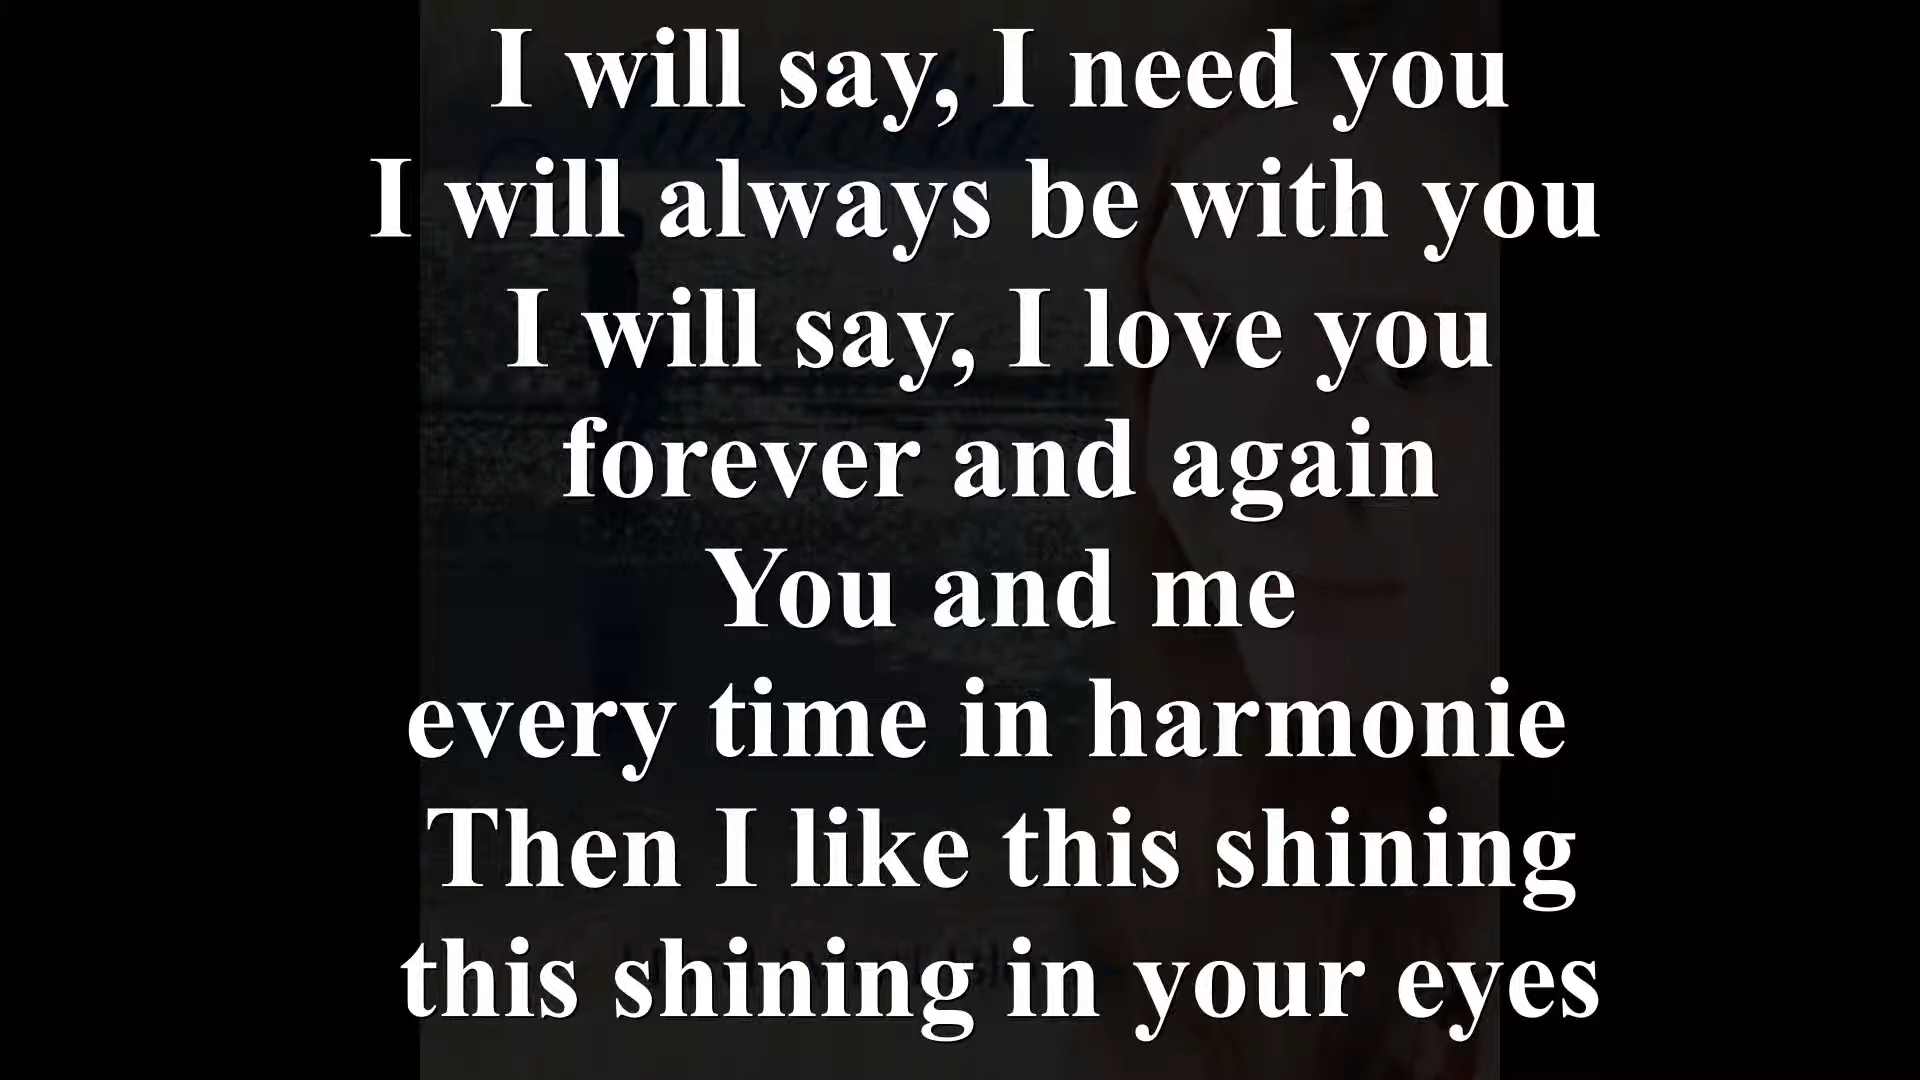 I will say, I need you
I will always be with you
I will say, I love you
forever and again
You and me
every time in harmonie
Then I like this shining
this shining in your eyes